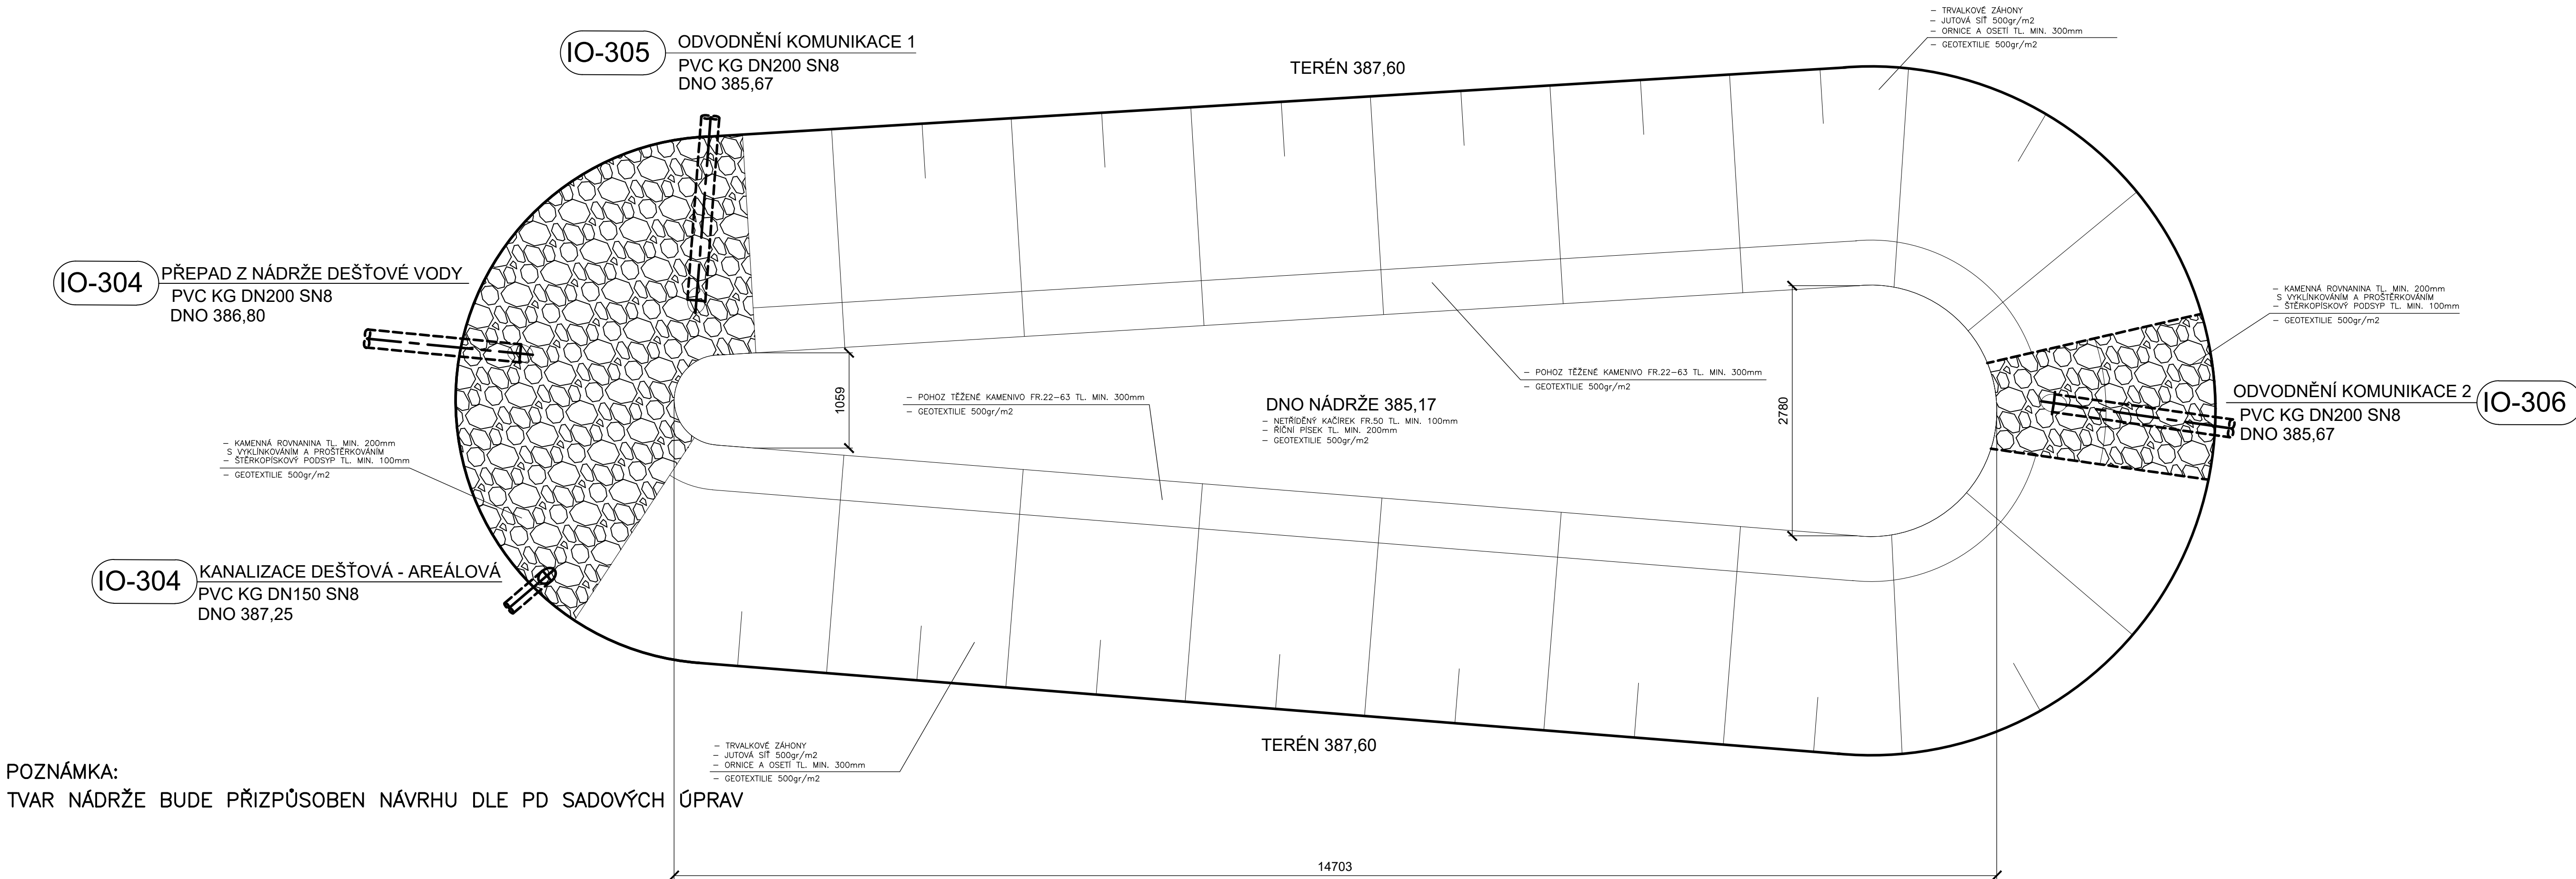 - TRVALKOVÉ ZÁHONY
- JUTOVÁ SÍŤ 500gr/m2
- ORNICE A OSETÍ TL. MIN. 300mm
- GEOTEXTILIE 500gr/m2
IO-305
ODVODNĚNÍ KOMUNIKACE 1
PVC KG DN200 SN8
DNO 385,67
TERÉN 387,60
IO-304
PŘEPAD Z NÁDRŽE DEŠŤOVÉ VODY
PVC KG DN200 SN8
DNO 386,80
- KAMENNÁ ROVNANINA TL. MIN. 200mm
S VYKLÍNKOVÁNÍM A PROŠTĚRKOVÁNÍM
- ŠTĚRKOPÍSKOVÝ PODSYP TL. MIN. 100mm
- GEOTEXTILIE 500gr/m2
- POHOZ TĚŽENÉ KAMENIVO FR.22-63 TL. MIN. 300mm
- GEOTEXTILIE 500gr/m2
1059
- POHOZ TĚŽENÉ KAMENIVO FR.22-63 TL. MIN. 300mm
- GEOTEXTILIE 500gr/m2
DNO NÁDRŽE 385,17
- NETŘÍDĚNÝ KAČÍREK FR.50 TL. MIN. 100mm
- ŘÍČNÍ PÍSEK TL. MIN. 200mm
- GEOTEXTILIE 500gr/m2
2780
ODVODNĚNÍ KOMUNIKACE 2
IO-306
PVC KG DN200 SN8
DNO 385,67
- KAMENNÁ ROVNANINA TL. MIN. 200mm
S VYKLÍNKOVÁNÍM A PROŠTĚRKOVÁNÍM
- ŠTĚRKOPÍSKOVÝ PODSYP TL. MIN. 100mm
- GEOTEXTILIE 500gr/m2
IO-304
KANALIZACE DEŠŤOVÁ - AREÁLOVÁ
PVC KG DN150 SN8
DNO 387,25
TERÉN 387,60
- TRVALKOVÉ ZÁHONY
- JUTOVÁ SÍŤ 500gr/m2
- ORNICE A OSETÍ TL. MIN. 300mm
- GEOTEXTILIE 500gr/m2
POZNÁMKA:
TVAR NÁDRŽE BUDE PŘIZPŮSOBEN NÁVRHU DLE PD SADOVÝCH ÚPRAV
14703